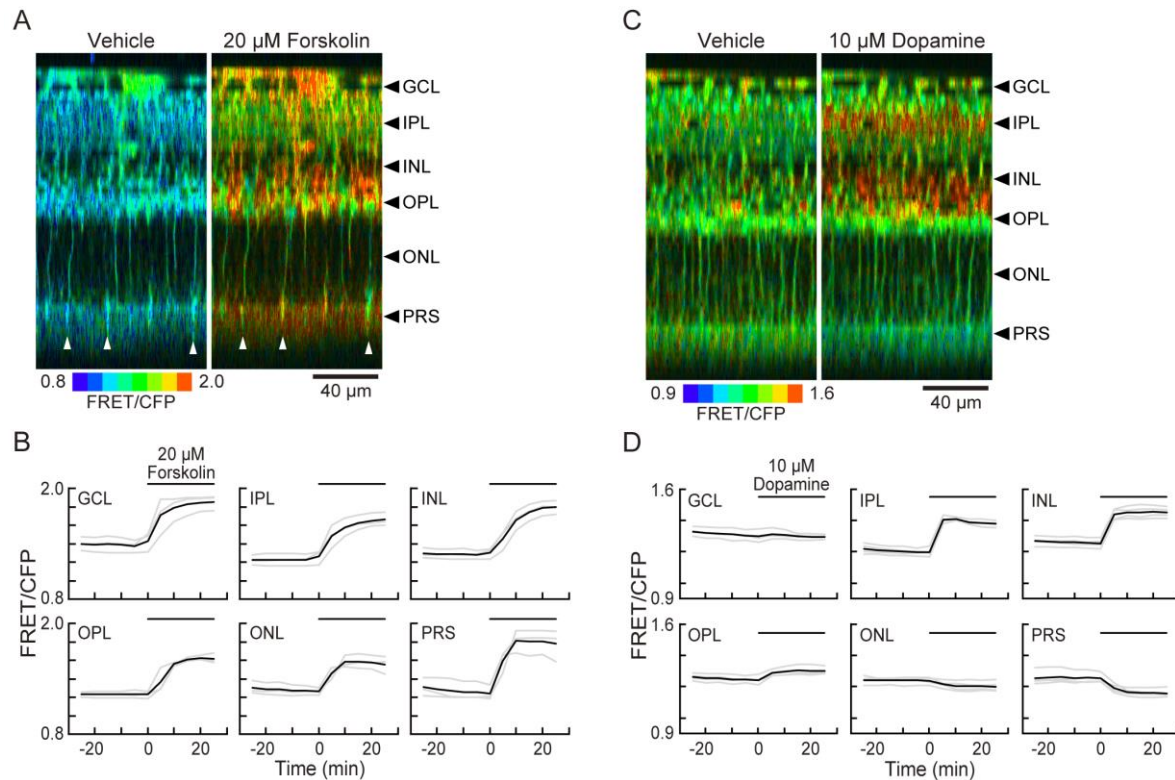 A
Vehicle
20 µM Forskolin
GCL
IPL
INL
OPL
ONL
PRS
0.8
2.0
FRET/CFP
40 µm
B
20 µM
Forskolin
2.0
GCL
IPL
INL
0.8
2.0
OPL
ONL
PRS
0.8
FRET/CFP
-20 0 20
-20 0 20
-20 0 20
Time (min)
C
Vehicle
10 µM Dopamine
GCL
IPL
INL
OPL
ONL
PRS
0.9
1.6
FRET/CFP
40 µm
D
10 µM
Dopamine
1.6
GCL
IPL
INL
0.9
1.6
OPL
ONL
PRS
0.9
FRET/CFP
-20 0 20
-20 0 20
-20 0 20
Time (min)